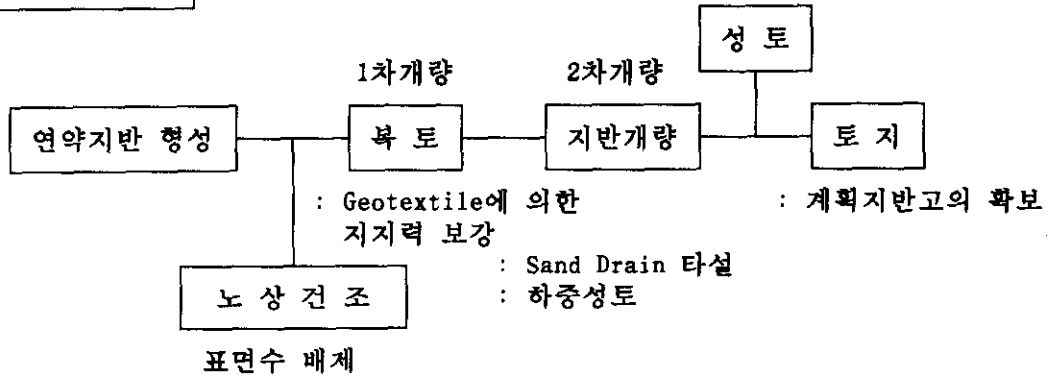 성 토
1차개량
2차개량
연약지반 형성
복 토
지반개량
토 지
: Geotextile에 의한
지지력 보강
: 계획지반고의 확보
: Sand Drain 타설
: 하중성토
노 상 건 조
표면수 배제